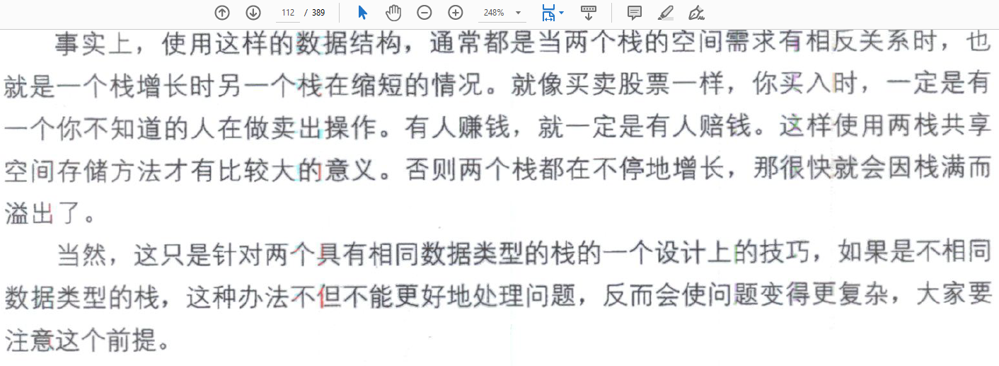 112 / 389 248%
事实上，使用这样的数据结构，通常都是当两个栈的空间需求有相反关系时，也
就是一个栈增长时另一个栈在缩短的情况。就像买卖股票一样，你买入时，一定是有
一个你不知道的人在做卖出操作。有人赚钱，就一定是有人赔钱。这样使用两栈共享
空间存储方法才有比较大的意义。否则两个栈都在不停地增长，那很快就会因栈满而
溢出了。
当然，这只是针对两个具有相同数据类型的栈的一个设计上的技巧，如果是不相同
数据类型的栈，这种办法不但不能更好地处理问题，反而会使问题变得更复杂，大家要
注意这个前提。